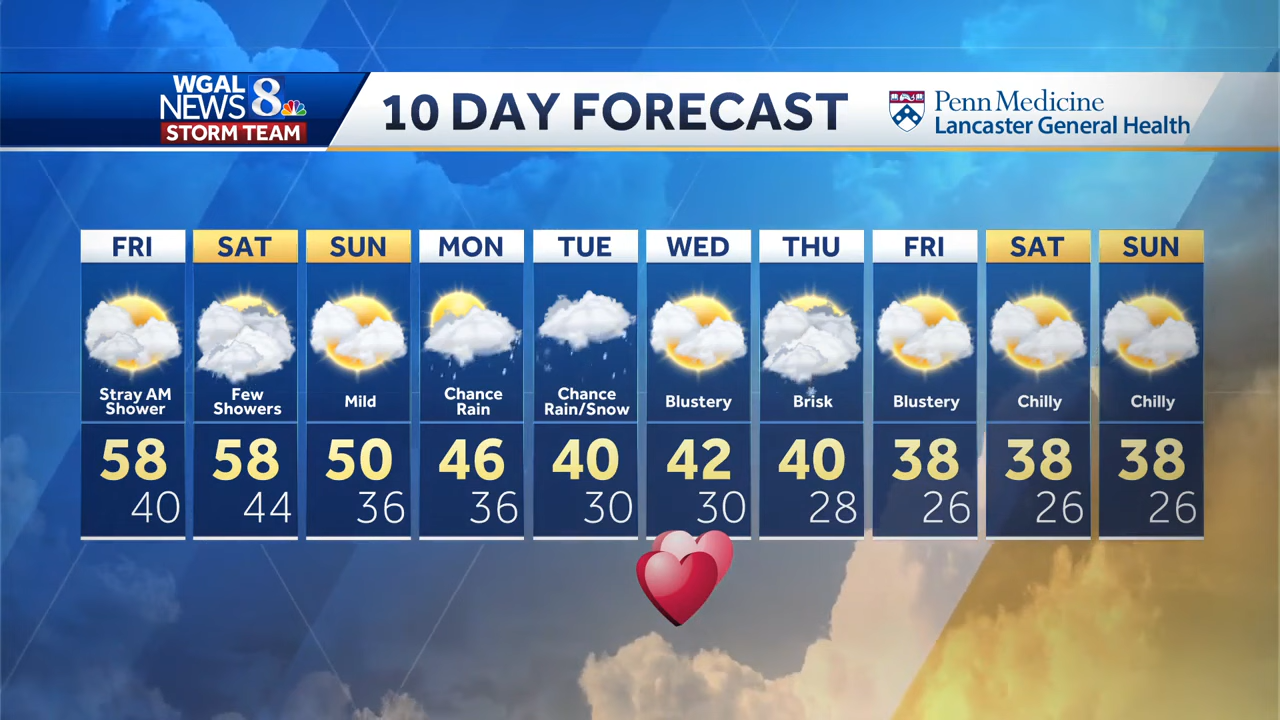 WGAL
NEWS 8
STORM TEAM
10 DAY FORECAST
Penn Medicine
Lancaster General Health
FRI
Stray AM
Shower
58
40
SAT
Few
Showers
58
44
SUN
Mild
50
36
MON
Chance
Rain
46
36
TUE
Chance
Rain/Snow
40
30
WED
Blustery
42
30
THU
Brisk
40
28
FRI
Blustery
38
26
SAT
Chilly
38
26
SUN
Chilly
38
26